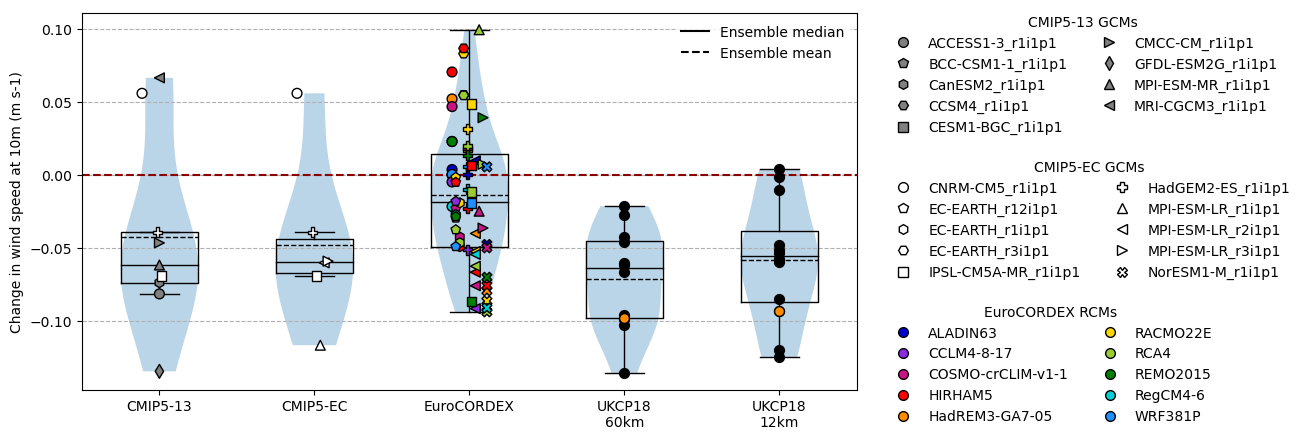 Change in wind speed at 10m (m s-1)
0.10
0.05
0.00
−0.05
−0.10
CMIP5-13
CMIP5-EC
EuroCORDEX
UKCP18
60km
UKCP18
12km
Ensemble median
Ensemble mean
CMIP5-13 GCMs
ACCESS1-3_r1i1p1
BCC-CSM1-1_r1i1p1
CanESM2_r1i1p1
CCSM4_r1i1p1
CESM1-BGC_r1i1p1
CMCC-CM_r1i1p1
GFDL-ESM2G_r1i1p1
MPI-ESM-MR_r1i1p1
MRI-CGCM3_r1i1p1
CMIP5-EC GCMs
CNRM-CM5_r1i1p1
EC-EARTH_r12i1p1
EC-EARTH_r1i1p1
EC-EARTH_r3i1p1
IPSL-CM5A-MR_r1i1p1
HadGEM2-ES_r1i1p1
MPI-ESM-LR_r1i1p1
MPI-ESM-LR_r2i1p1
MPI-ESM-LR_r3i1p1
NorESM1-M_r1i1p1
EuroCORDEX RCMs
ALADIN63
CCLM4-8-17
COSMO-crCLIM-v1-1
HIRHAM5
HadREM3-GA7-05
RACMO22E
RCA4
REMO2015
RegCM4-6
WRF381P